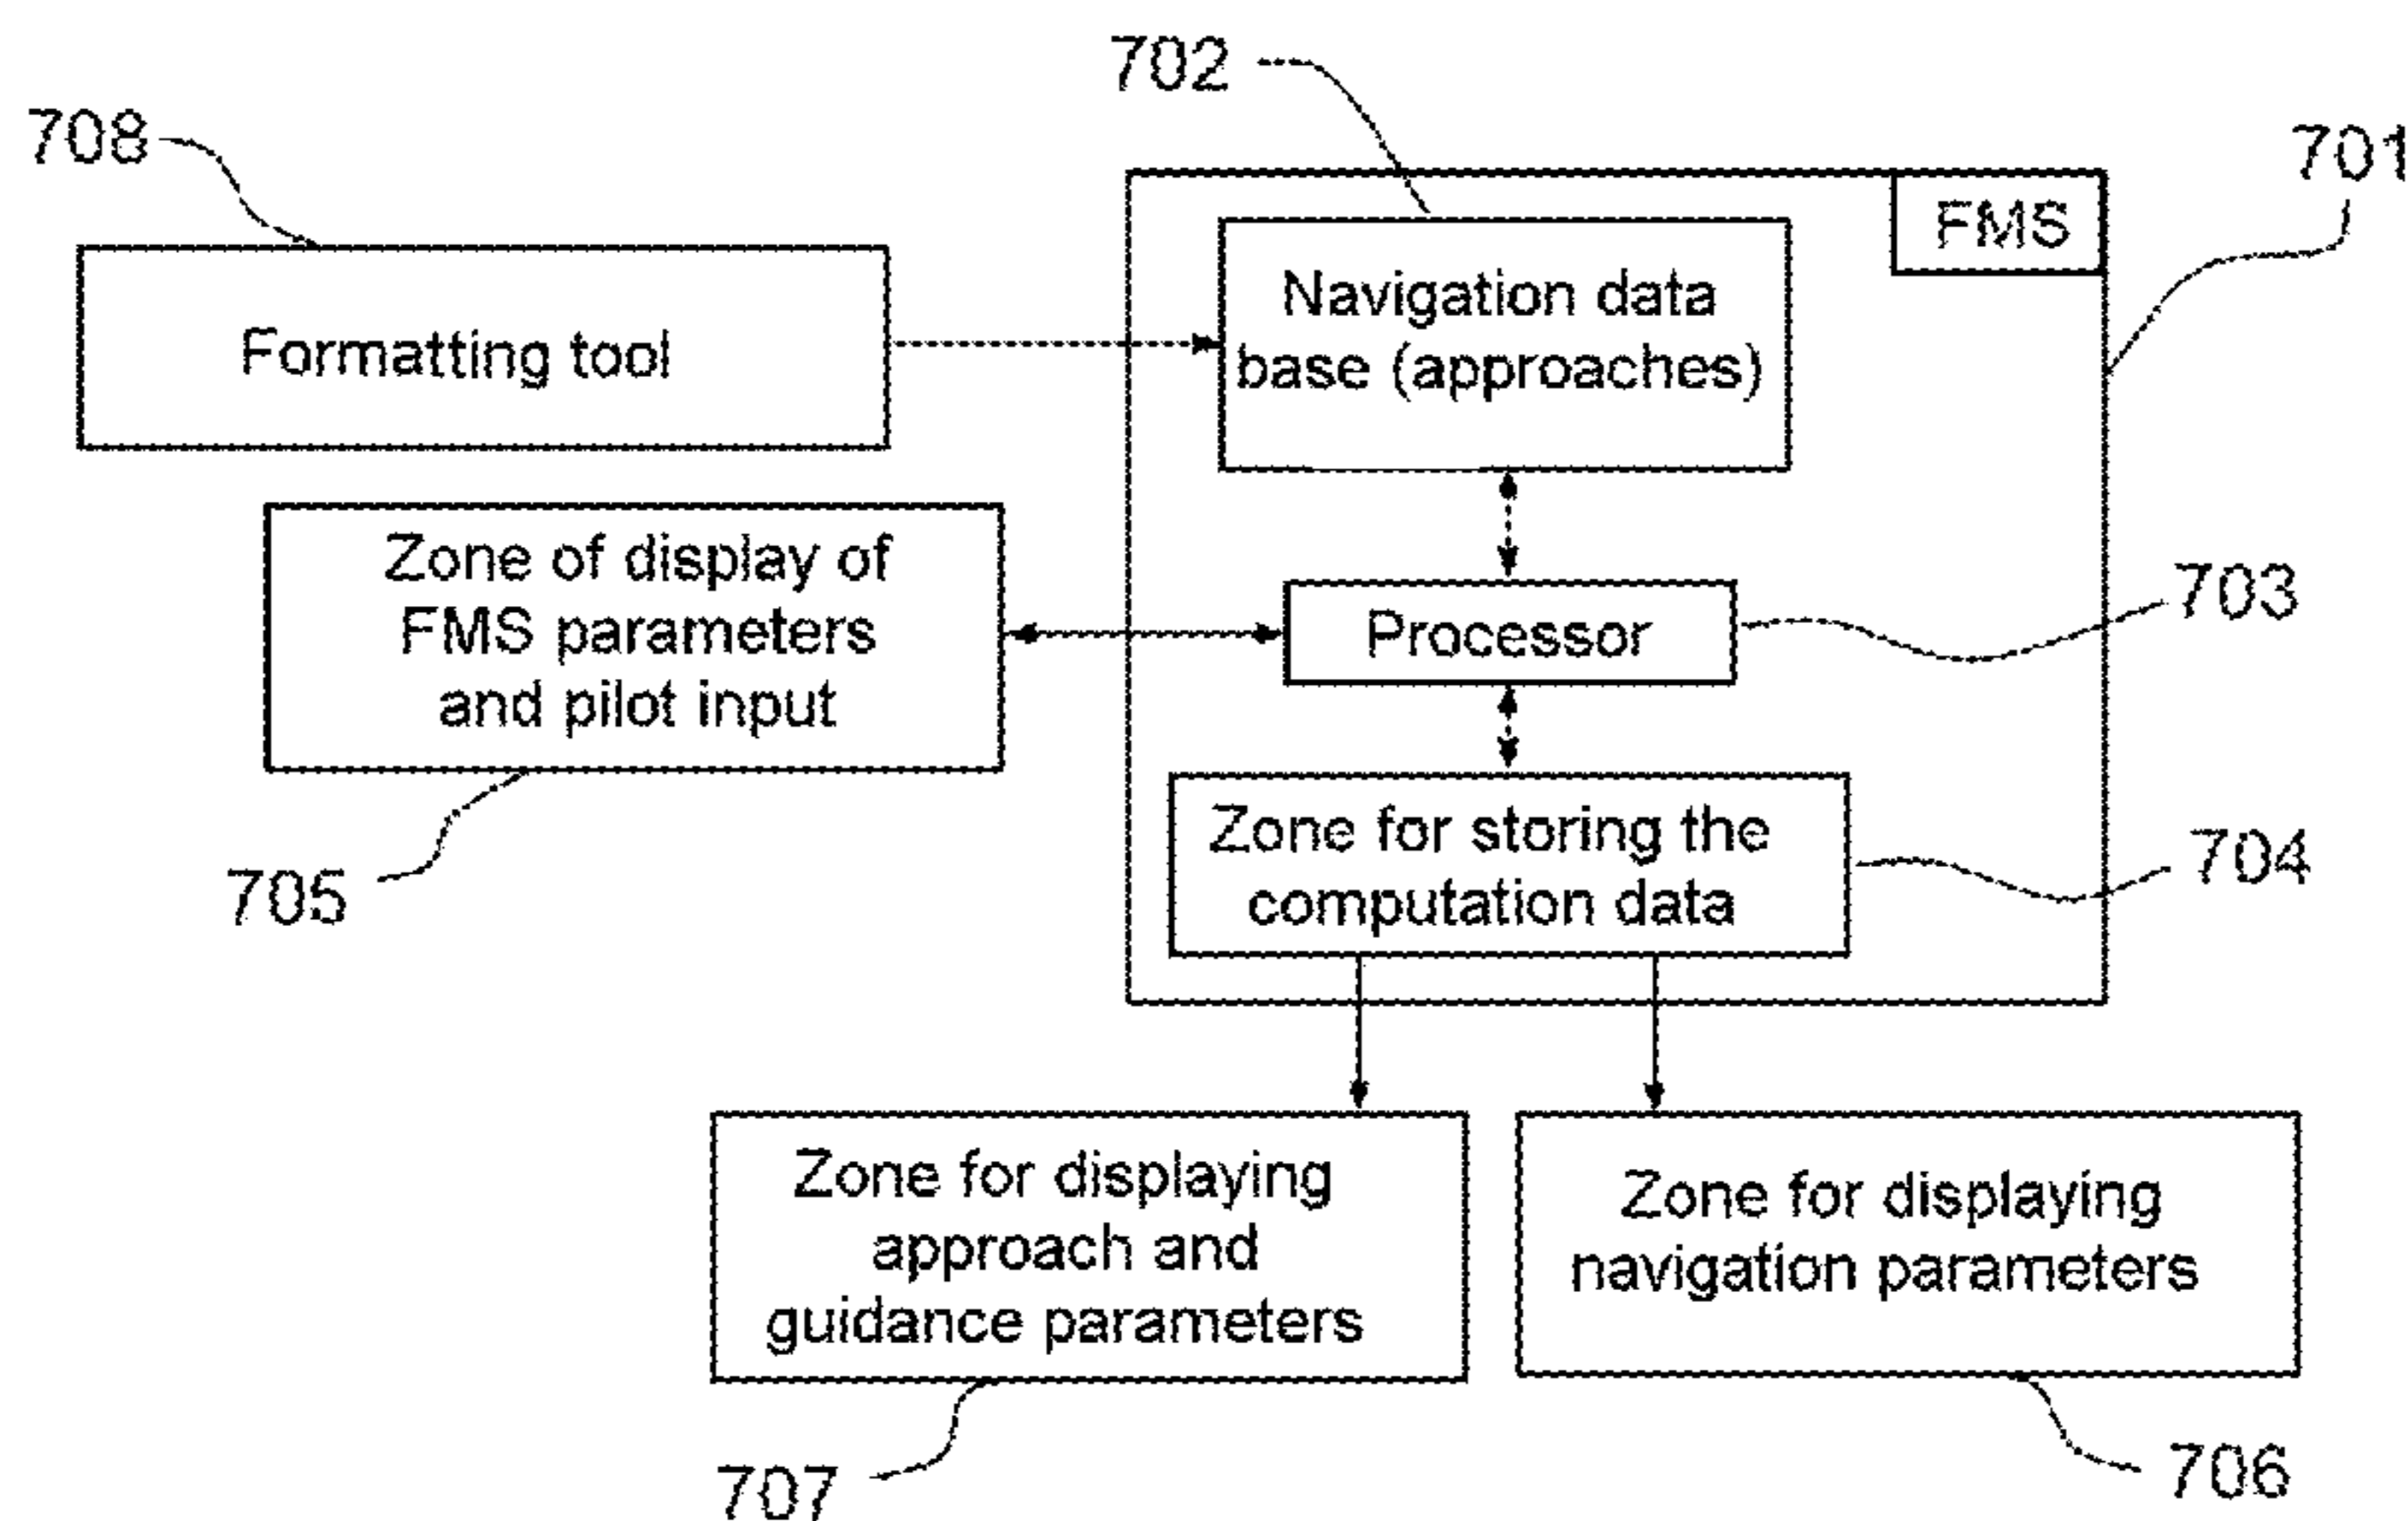 702
708
701
FMS
Navigation data
base (approaches)
Formatting tool
Zone of display of
FMS parameters
and pilot input
Processor
703
Zone for storing the
computation data
704
705
Zone for displaying
approach and
guidance parameters
Zone for displaying
navigation parameters
707
706